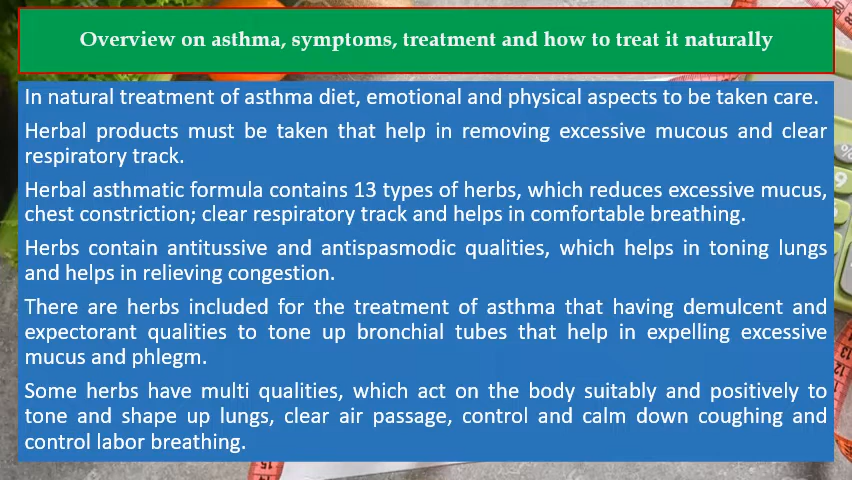 Overview on asthma, symptoms, treatment and how to treat it naturally
In natural treatment of asthma diet, emotional and physical aspects to be taken care.
Herbal products must be taken that help in removing excessive mucous and clear
respiratory track.
Herbal asthmatic formula contains 13 types of herbs, which reduces excessive mucus,
chest constriction; clear respiratory track and helps in comfortable breathing.
Herbs contain antitussive and antispasmodic qualities, which helps in toning lungs
and helps in relieving congestion.
There are herbs included for the treatment of asthma that having demulcent and
expectorant qualities to tone up bronchial tubes that help in expelling excessive
mucus and phlegm.
Some herbs have multi qualities, which act on the body suitably and positively to
tone and shape up lungs, clear air passage, control and calm down coughing and
control labor breathing.